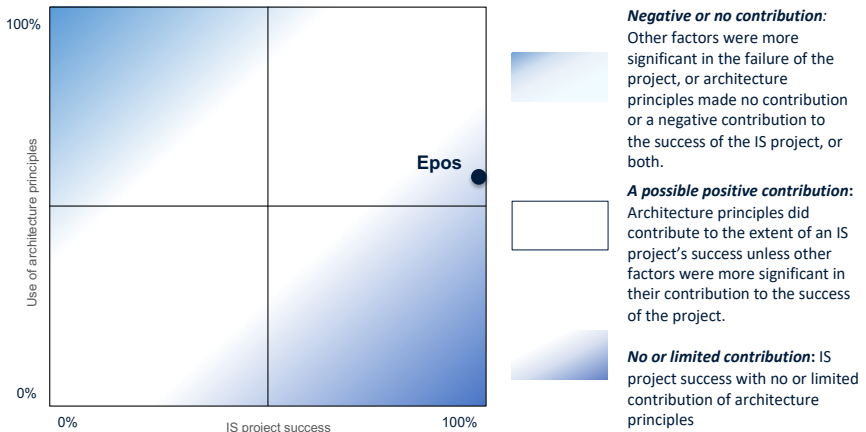 100%
Use of architecture principles
Epos
0%
0%
IS project success
100%
Negative or no contribution:
Other factors were more
significant in the failure of the
project, or architecture
principles made no contribution
or a negative contribution to
the success of the IS project, or
both.
A possible positive contribution:
Architecture principles did
contribute to the extent of an IS
project's success unless other
factors were more significant in
their contribution to the success
of the project.
No or limited contribution: IS
project success with no or limited
contribution of architecture
principles